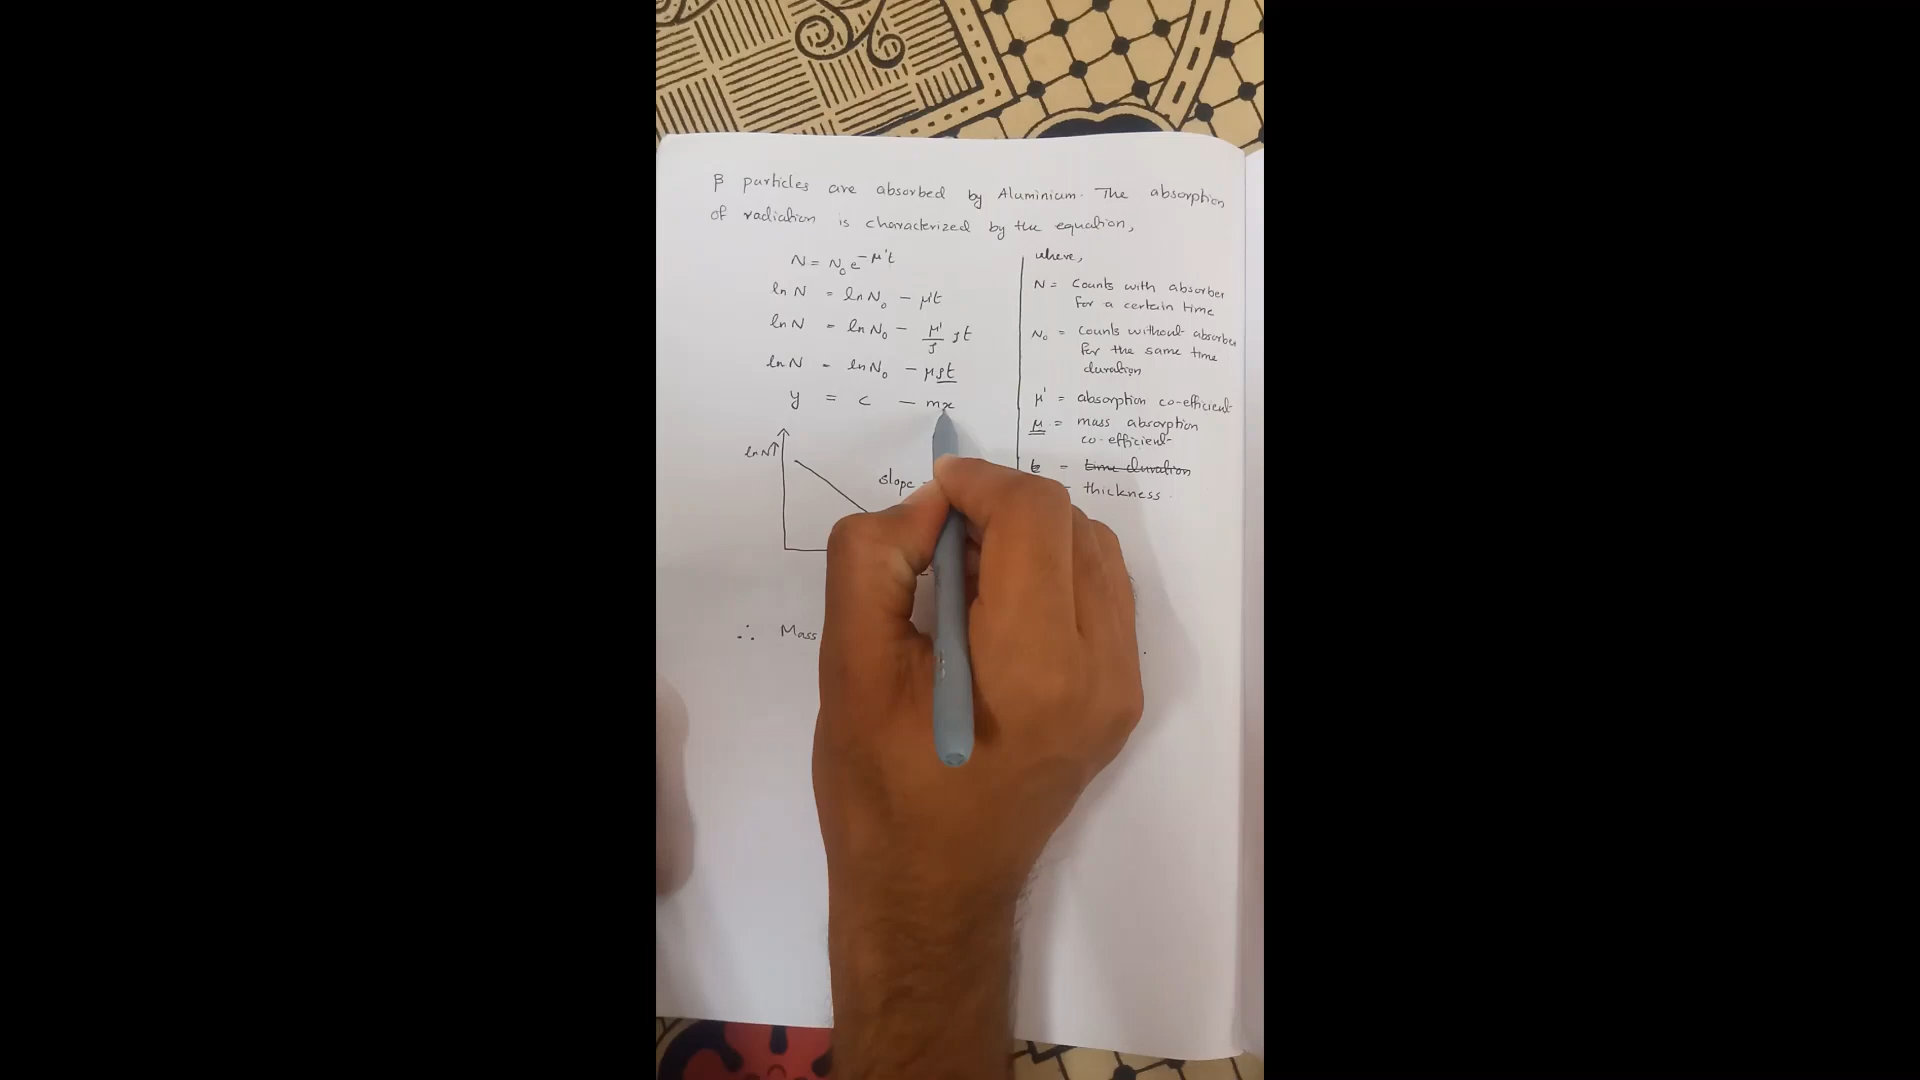 β particles are absorbed by Aluminium. The absorption
of radiation is characterized by the equation,
N = N₀ e^-μ't
ln N = ln N₀ - μ't
ln N = ln N₀ - μ'/ρ ρt
ln N = ln N₀ - μρt
y = c - mx
ln N↑
slope
∴ Mass
where,
N = Counts with absorber
for a certain time
N₀ = Counts without absorber
for the same time
duration
μ' = absorption co-efficient
μ = mass absorption
co-efficient
t = time duration
thickness.